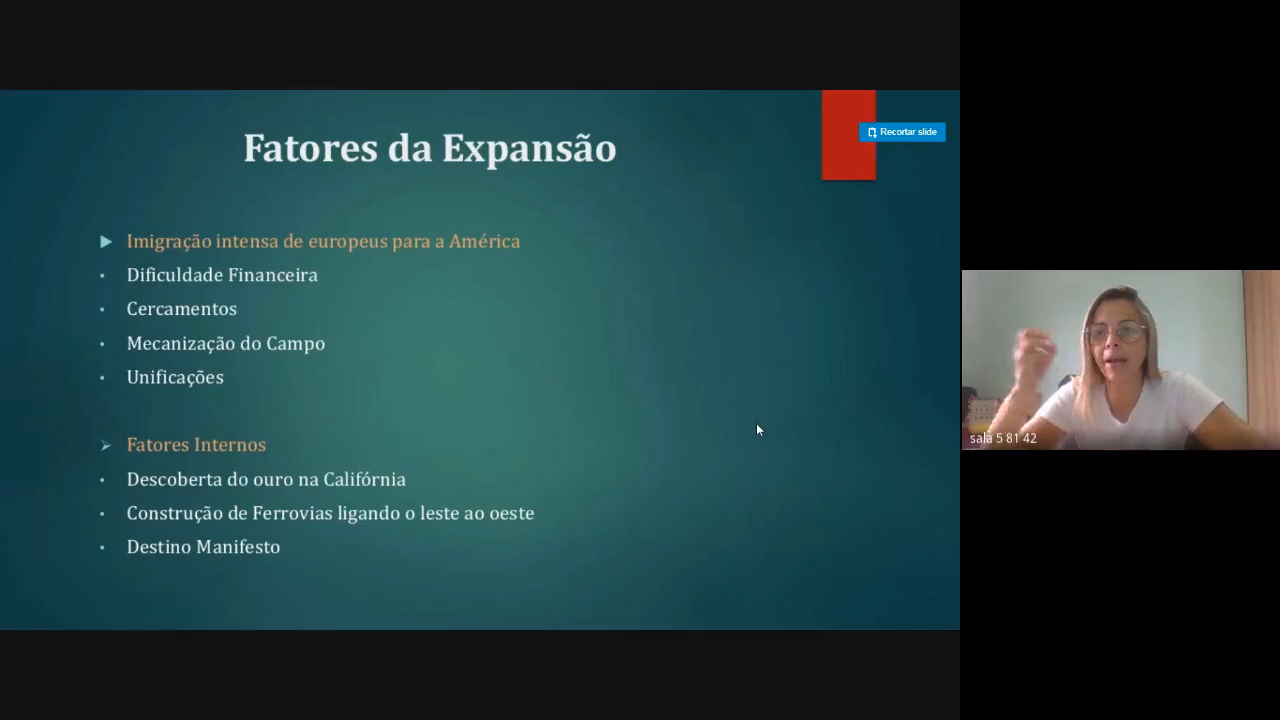 Fatores da Expansão
Recortar slide
Imigração intensa de europeus para a América
Dificuldade Financeira
Cercamentos
Mecanização do Campo
Unificações
Fatores Internos
Descoberta do ouro na Califórnia
Construção de Ferrovias ligando o leste ao oeste
Destino Manifesto
sala 5 81 42